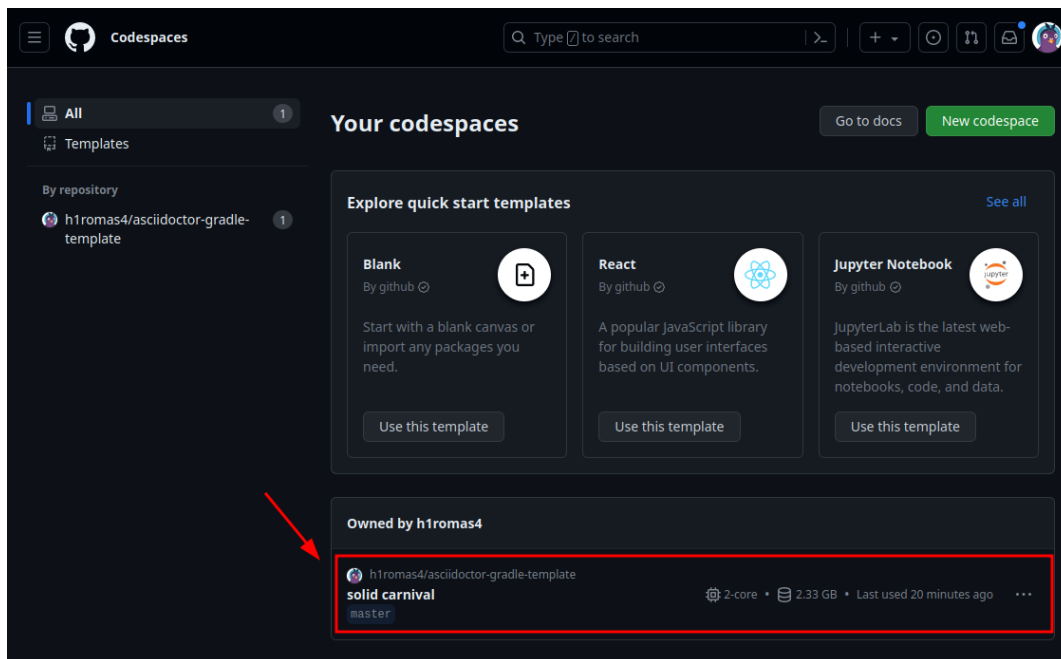 Codespaces
Type / to search
All
1
Templates
By repository
h1romas4/asciidoctor-gradle-
template
1
Your codespaces
Go to docs
New codespace
Explore quick start templates
See all
Blank
By github
Start with a blank canvas or
import any packages you
need.
Use this template
React
By github
A popular JavaScript library
for building user interfaces
based on UI components.
Use this template
Jupyter Notebook
By github
jupyter
JupyterLab is the latest web-
based interactive
development environment for
notebooks, code, and data.
Use this template
Owned by h1romas4
h1romas4/asciidoctor-gradle-template
solid carnival
2-core • 2.33 GB • Last used 20 minutes ago
master